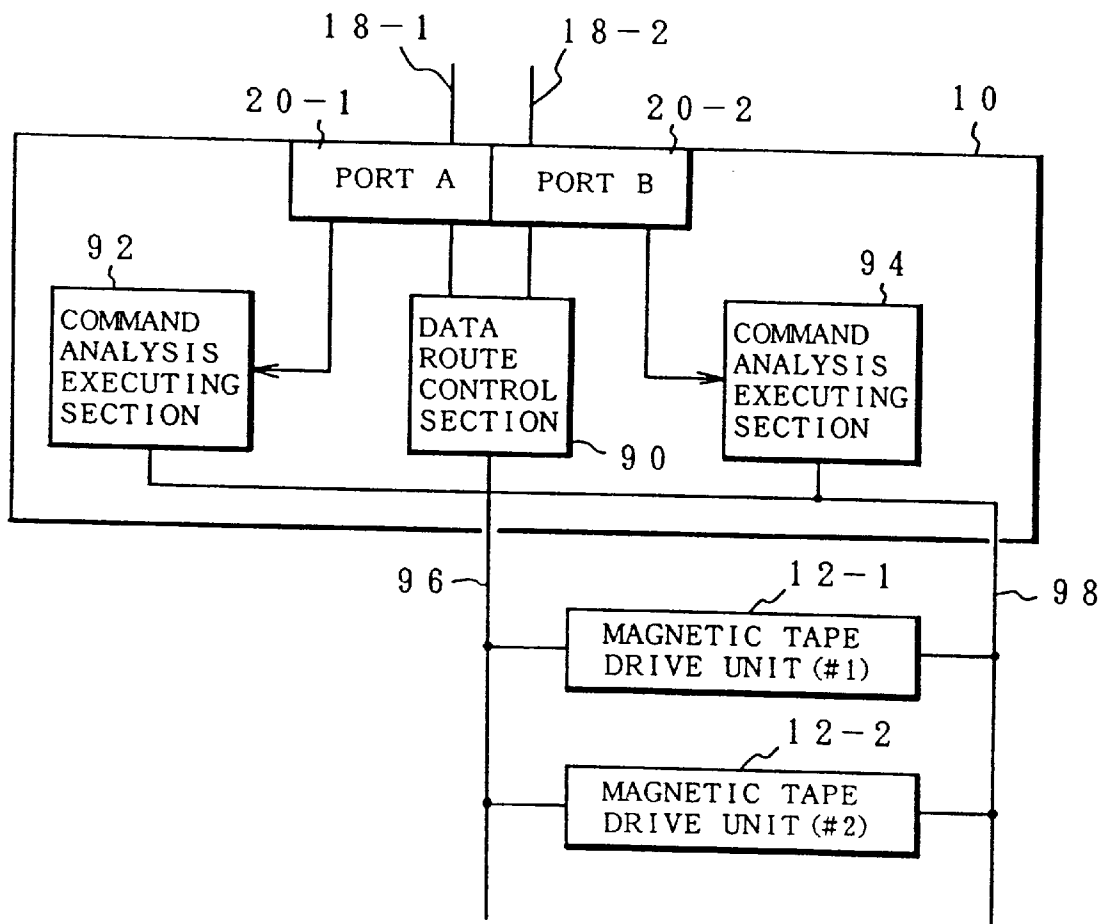 18-1
18-2
20-1
20-2
10
PORT A
PORT B
92
94
COMMAND
ANALYSIS
EXECUTING
SECTION
DATA
ROUTE
CONTROL
SECTION
COMMAND
ANALYSIS
EXECUTING
SECTION
90
96
12-1
98
MAGNETIC TAPE
DRIVE UNIT (#1)
12-2
MAGNETIC TAPE
DRIVE UNIT (#2)